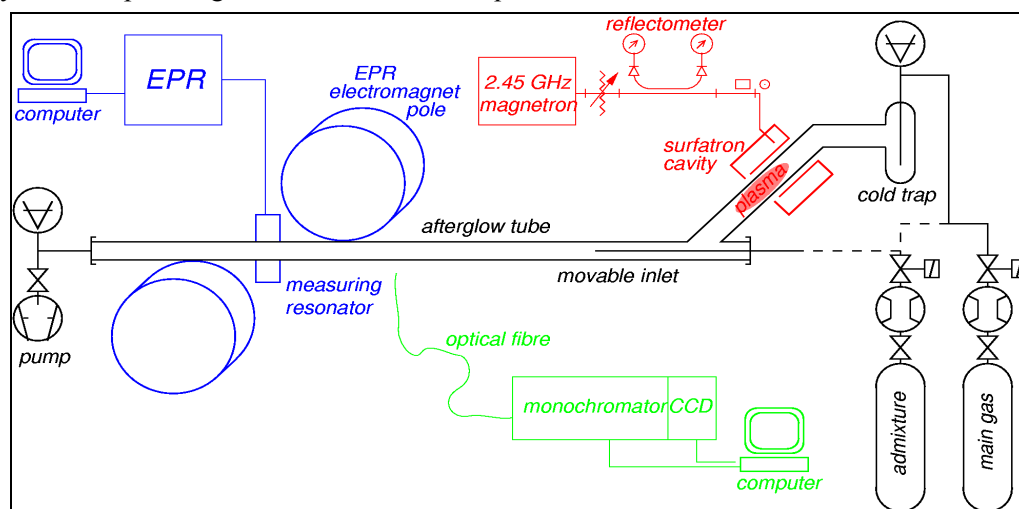 reflectometer
EPR
computer
EPR
electromagnet
pole
2.45 GHz
magnetron
surfatron
cavity
plasma
cold trap
afterglow tube
movable inlet
measuring
resonator
pump
optical fibre
monochromator
CCD
computer
admixture
main gas